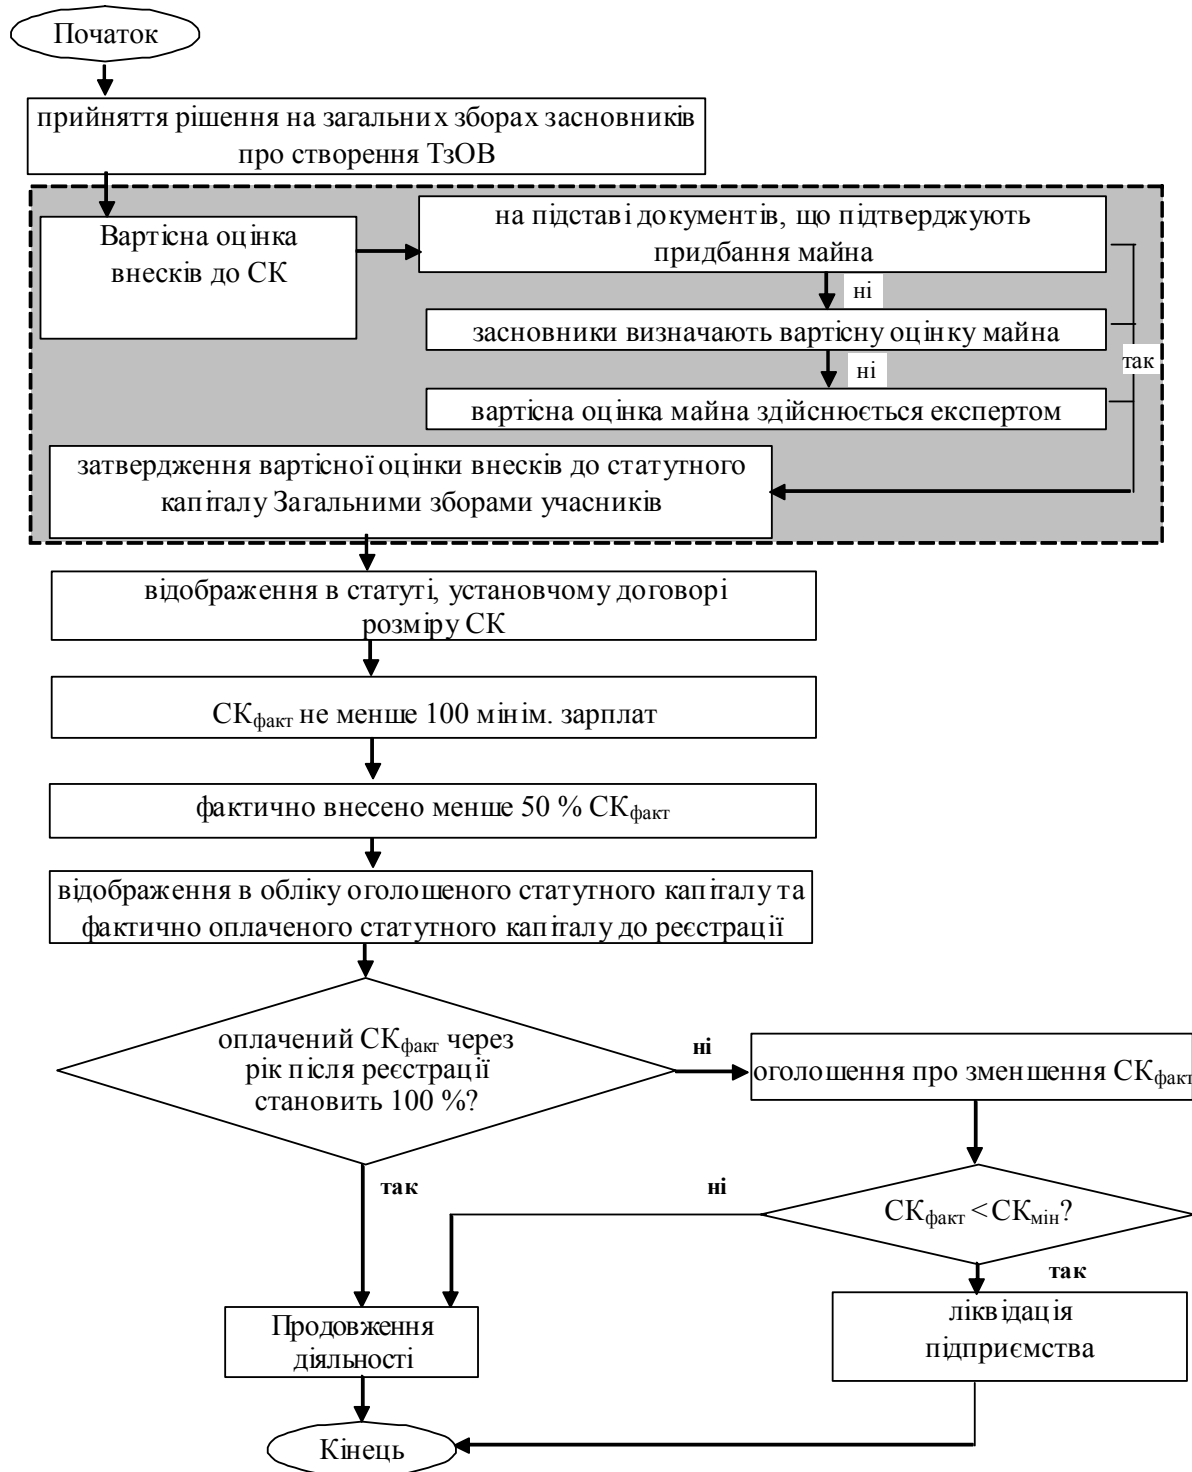 Початок
прийняття рішення на загальних зборах засновників
про створення ТзОВ
Вартісна оцінка
внесків до СК
на підставі документів, що підтверджують
придбання майна
ні
засновники визначають вартісну оцінку майна
так
ні
вартісна оцінка майна здійснюється експертом
затвердження вартісної оцінки внесків до статутного
капіталу Загальними зборами учасників
відображення в статуті, установчому договорі
розміру СК
СКфакт не менше 100 мінім. зарплат
фактично внесено менше 50 % СКфакт
відображення в обліку оголошеного статутного капіталу та
фактично оплаченого статутного капіталу до реєстрації
оплачений СКфакт через
рік після реєстрації
становить 100 %?
ні
оголошення про зменшення СКфакт
так
ні
СКфакт < СКмін?
так
Продовження
діяльності
ліквідація
підприємства
Кінець